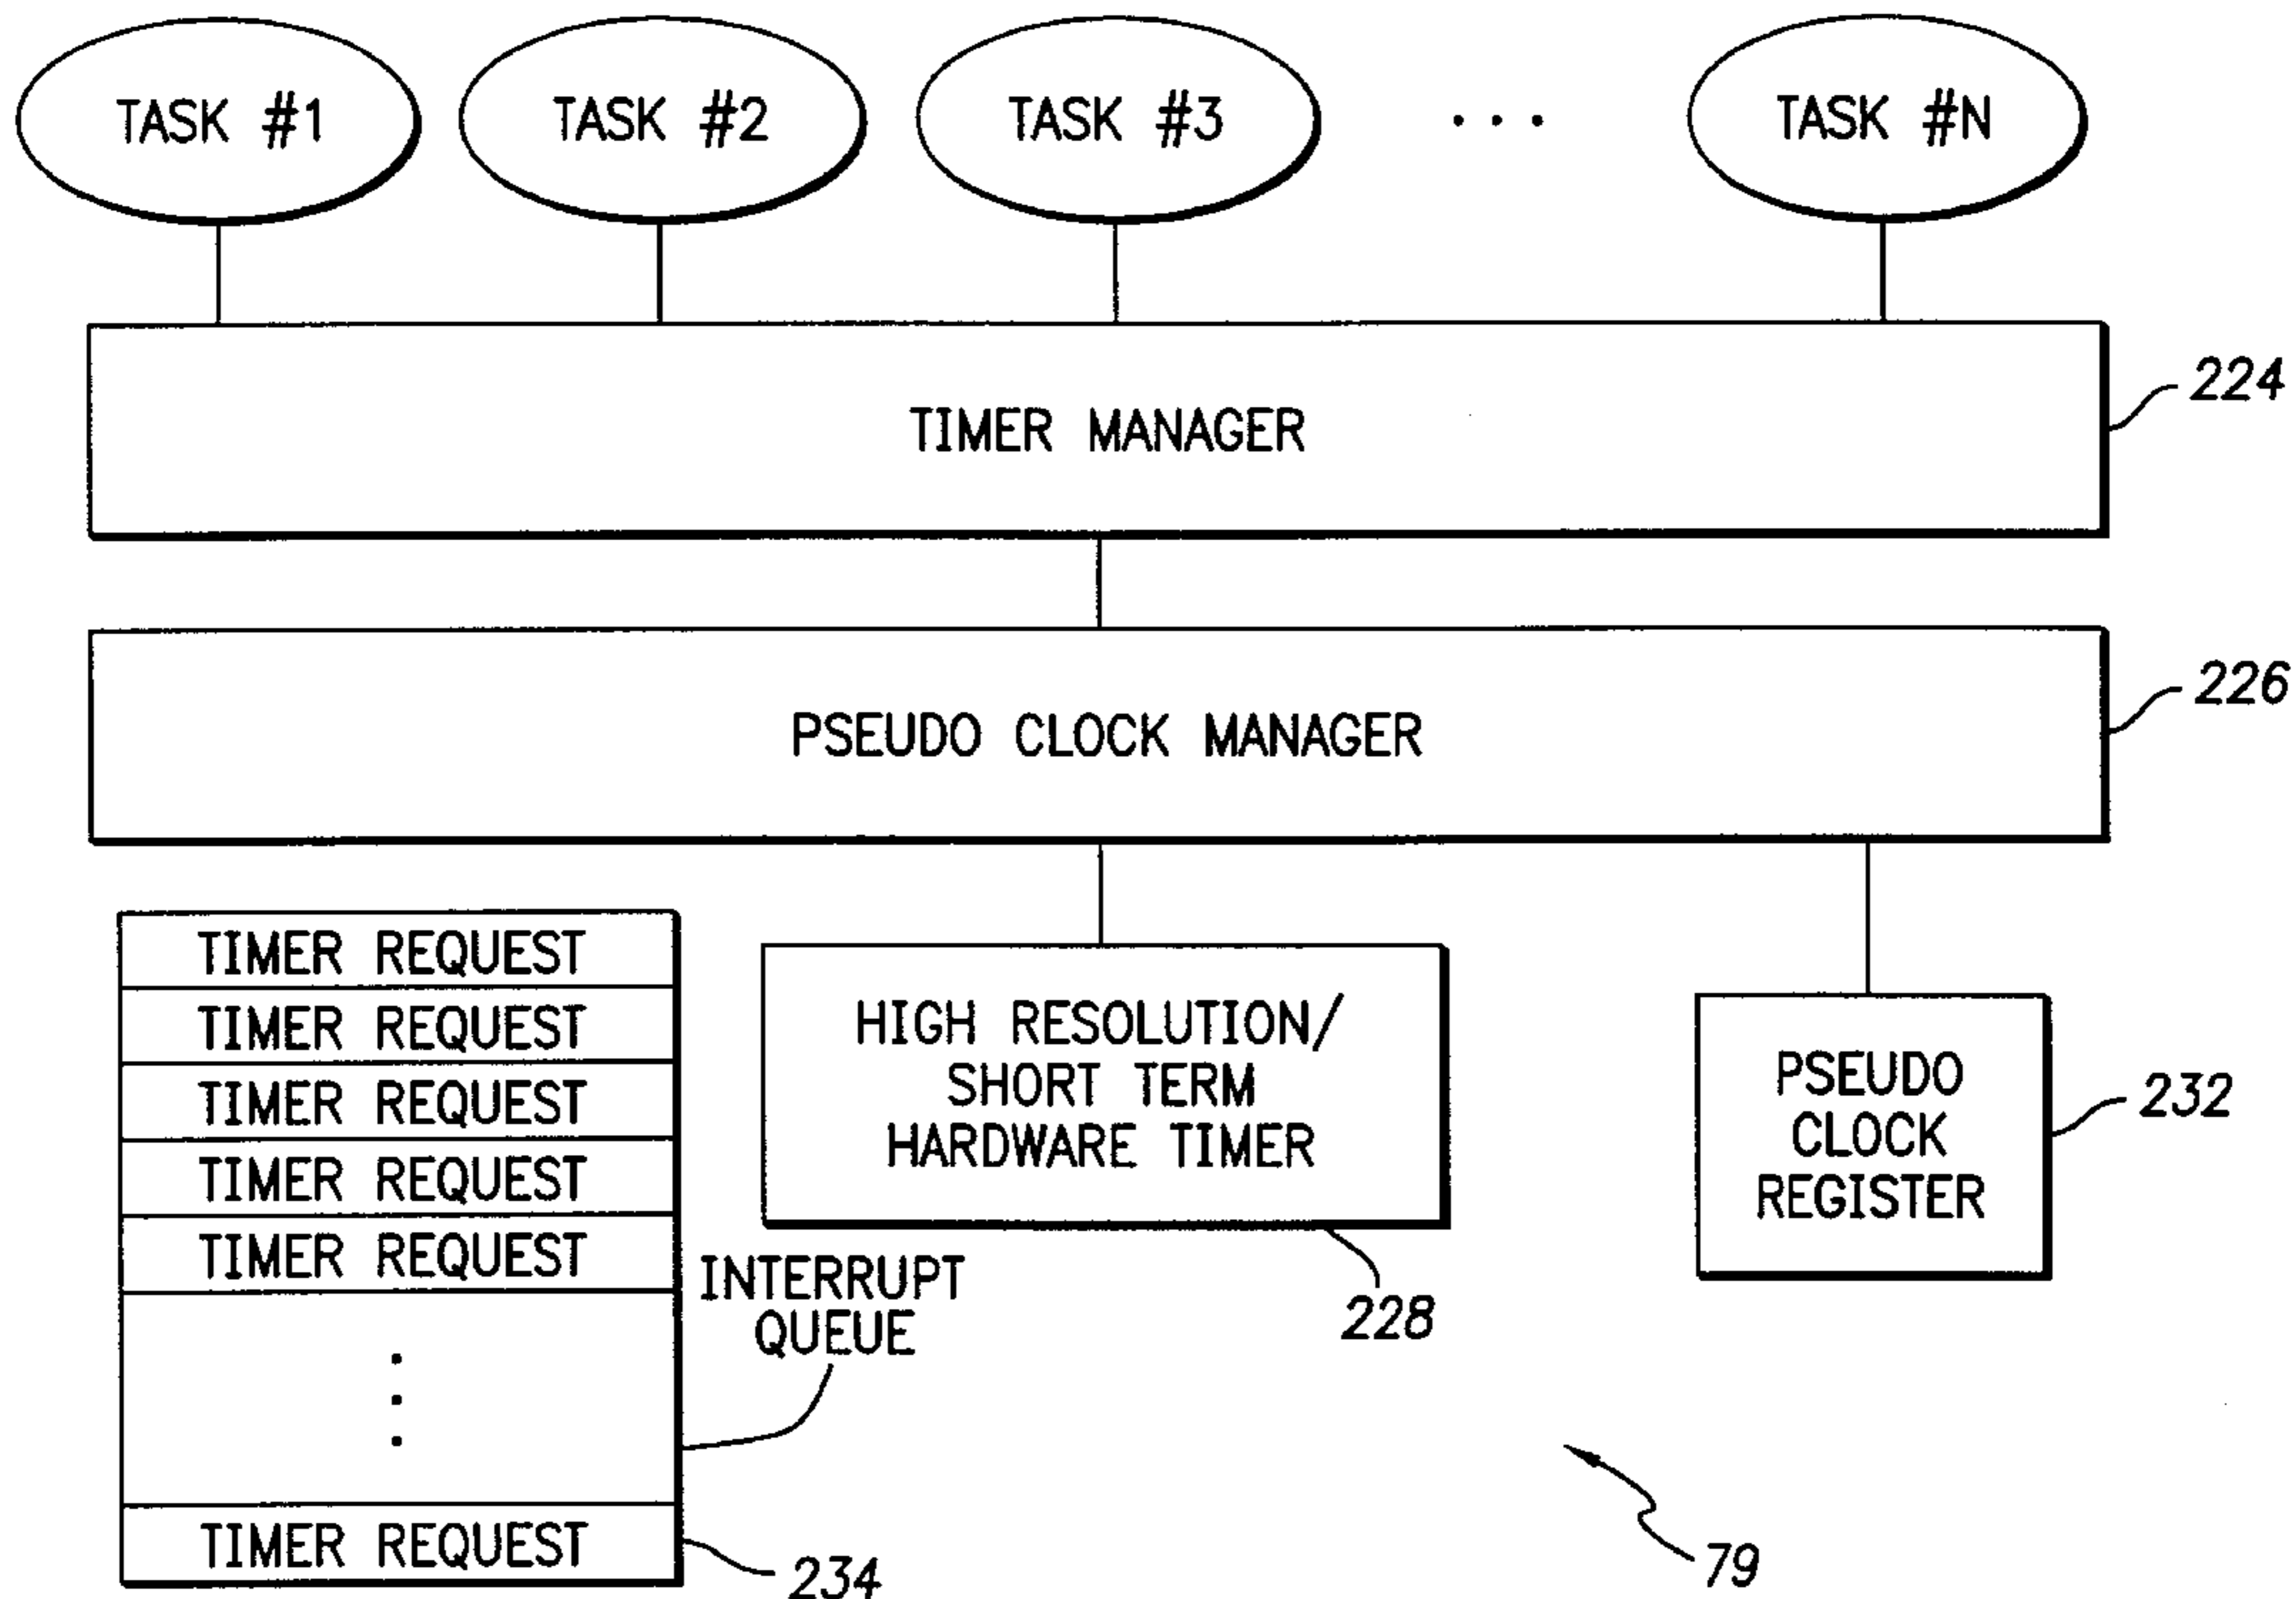 TASK #1
TASK #2
TASK #3
. . .
TASK #N
TIMER MANAGER
224
PSEUDO CLOCK MANAGER
226
TIMER REQUEST
TIMER REQUEST
TIMER REQUEST
TIMER REQUEST
TIMER REQUEST
TIMER REQUEST
234
INTERRUPT
QUEUE
HIGH RESOLUTION/
SHORT TERM
HARDWARE TIMER
228
PSEUDO
CLOCK
REGISTER
232
79